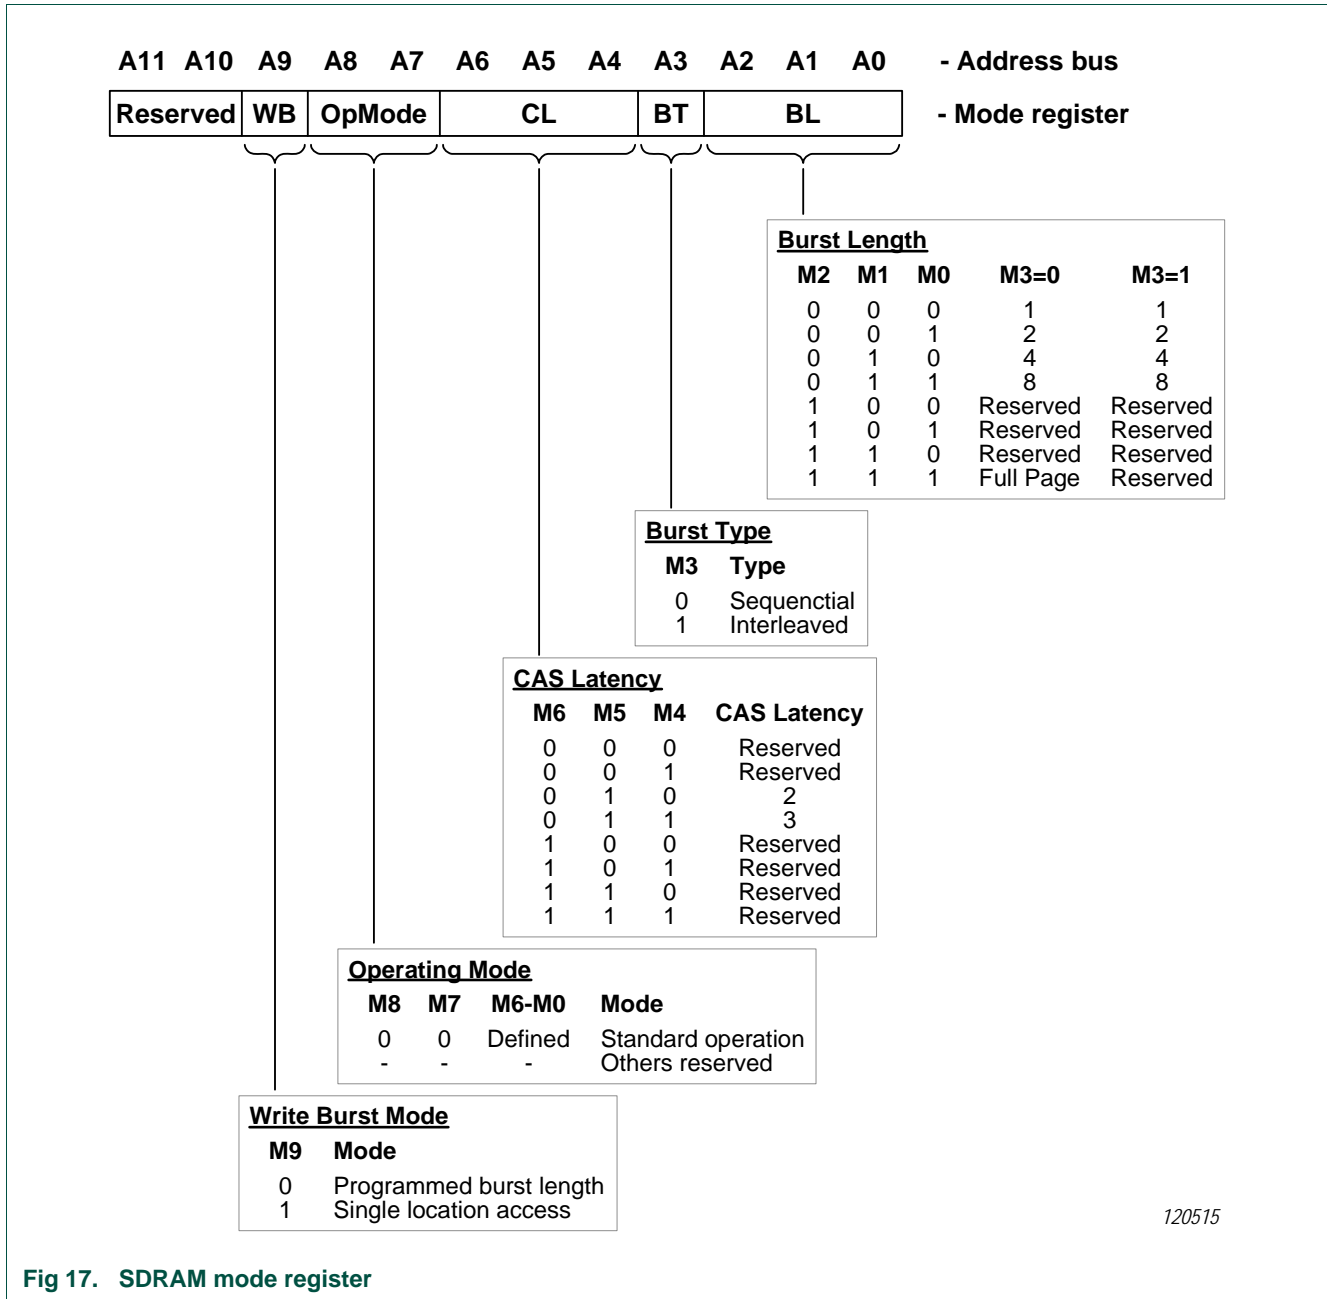 A11 A10 A9 A8 A7 A6 A5 A4 A3 A2 A1 A0 - Address bus
Reserved WB OpMode CL BT BL - Mode register
Burst Length
M2 M1 M0 M3=0 M3=1
0 0 0 1 1
0 0 1 2 2
0 1 0 4 4
0 1 1 8 8
1 0 0 Reserved Reserved
1 0 1 Reserved Reserved
1 1 0 Reserved Reserved
1 1 1 Full Page Reserved
Burst Type
M3 Type
0 Sequenctial
1 Interleaved
CAS Latency
M6 M5 M4 CAS Latency
0 0 0 Reserved
0 0 1 Reserved
0 1 0 2
0 1 1 3
1 0 0 Reserved
1 0 1 Reserved
1 1 0 Reserved
1 1 1 Reserved
Operating Mode
M8 M7 M6-M0 Mode
0 0 Defined Standard operation
- - - Others reserved
Write Burst Mode
M9 Mode
0 Programmed burst length
1 Single location access
120515
Fig 17. SDRAM mode register